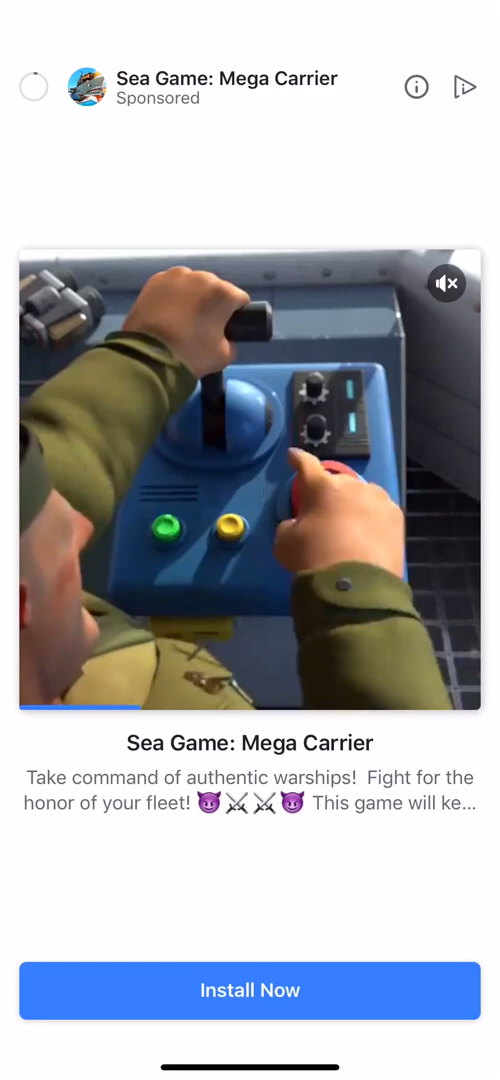 Sea Game: Mega Carrier
Sponsored
Sea Game: Mega Carrier
Take command of authentic warships!  Fight for the
honor of your fleet! 😈⚔⚔😈 This game will ke...
Install Now